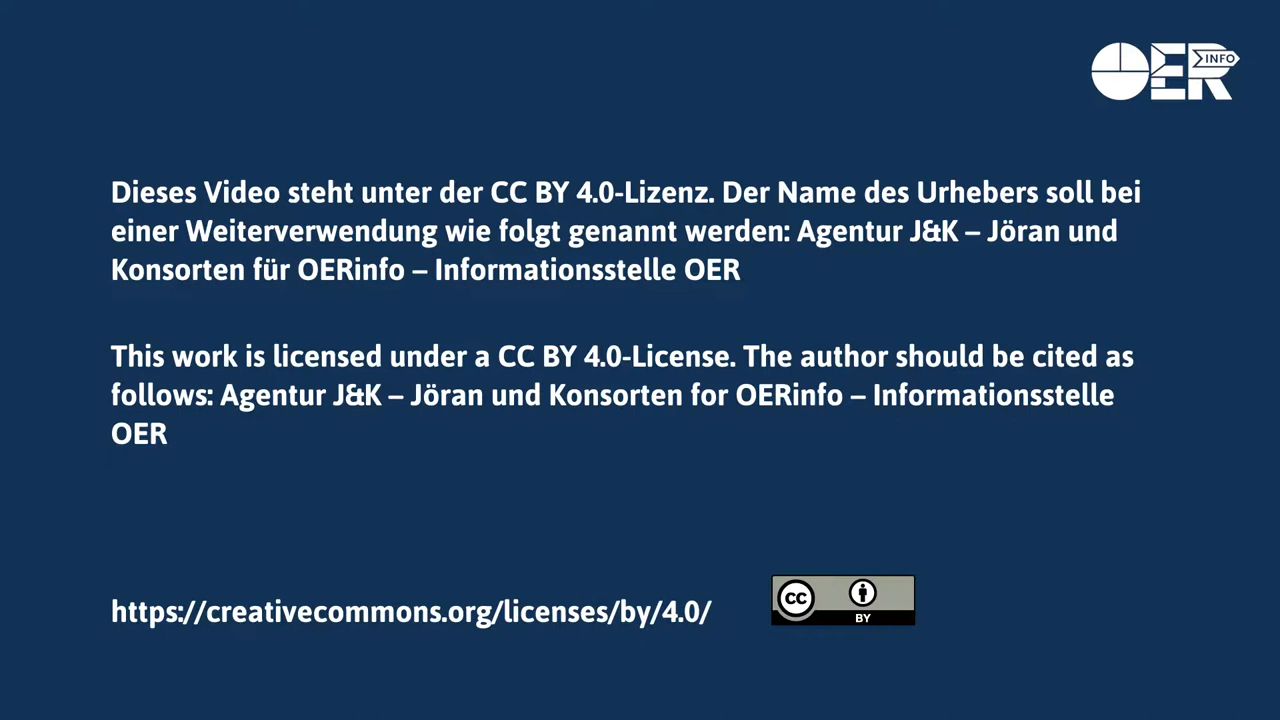 OER INFO
Dieses Video steht unter der CC BY 4.0-Lizenz. Der Name des Urhebers soll bei
einer Weiterverwendung wie folgt genannt werden: Agentur J&K – Jöran und
Konsorten für OERinfo – Informationsstelle OER
This work is licensed under a CC BY 4.0-License. The author should be cited as
follows: Agentur J&K – Jöran und Konsorten for OERinfo – Informationsstelle
OER
https://creativecommons.org/licenses/by/4.0/
cc
BY